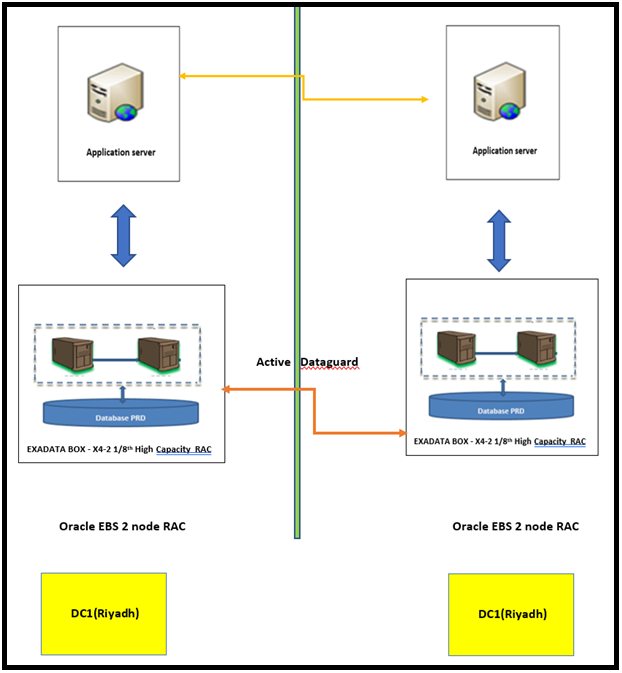 Application server
Application server
Active Dataguard
Database PRD
EXADATA BOX - X4-2 1/8th High Capacity RAC
Database PRD
EXADATA BOX - X4-2 1/8th High Capacity RAC
Oracle EBS 2 node RAC
Oracle EBS 2 node RAC
DC1(Riyadh)
DC1(Riyadh)